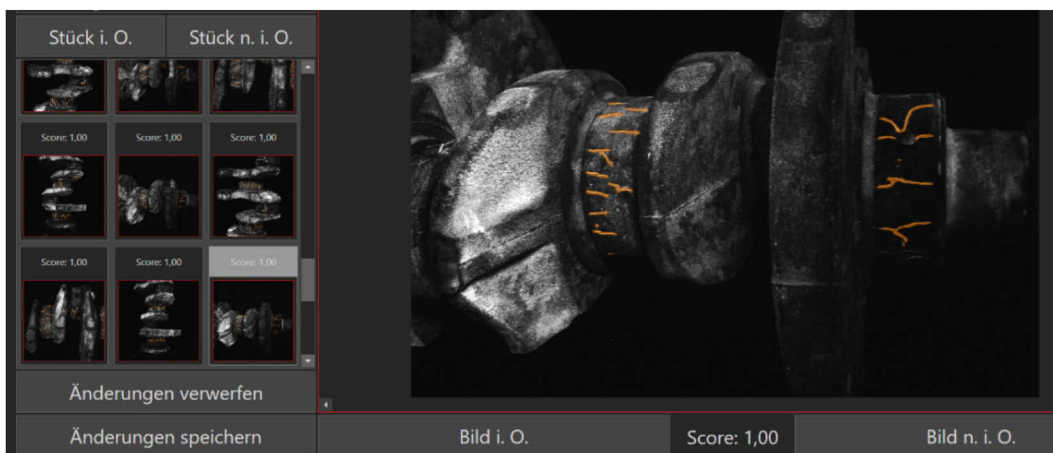 Stück i. O.
Stück n. i. O.
Score: 1,00
Score: 1,00
Score: 1,00
Score: 1,00
Score: 1,00
Score: 1,00
Änderungen verwerfen
Änderungen speichern
Bild i. O.
Score: 1,00
Bild n. i. O.